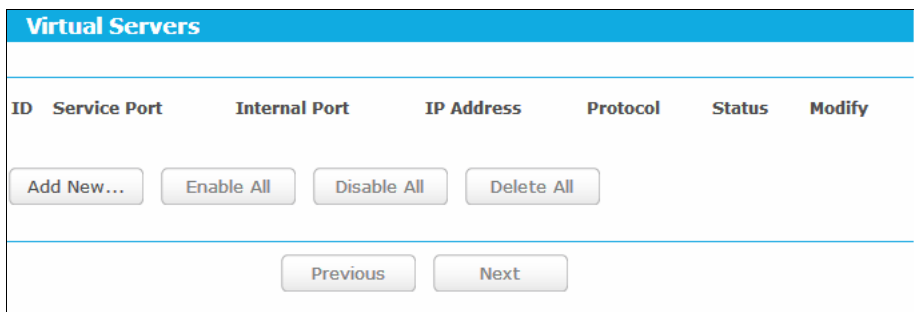 Virtual Servers
ID Service Port Internal Port IP Address Protocol Status Modify
Add New... Enable All Disable All Delete All
Previous Next